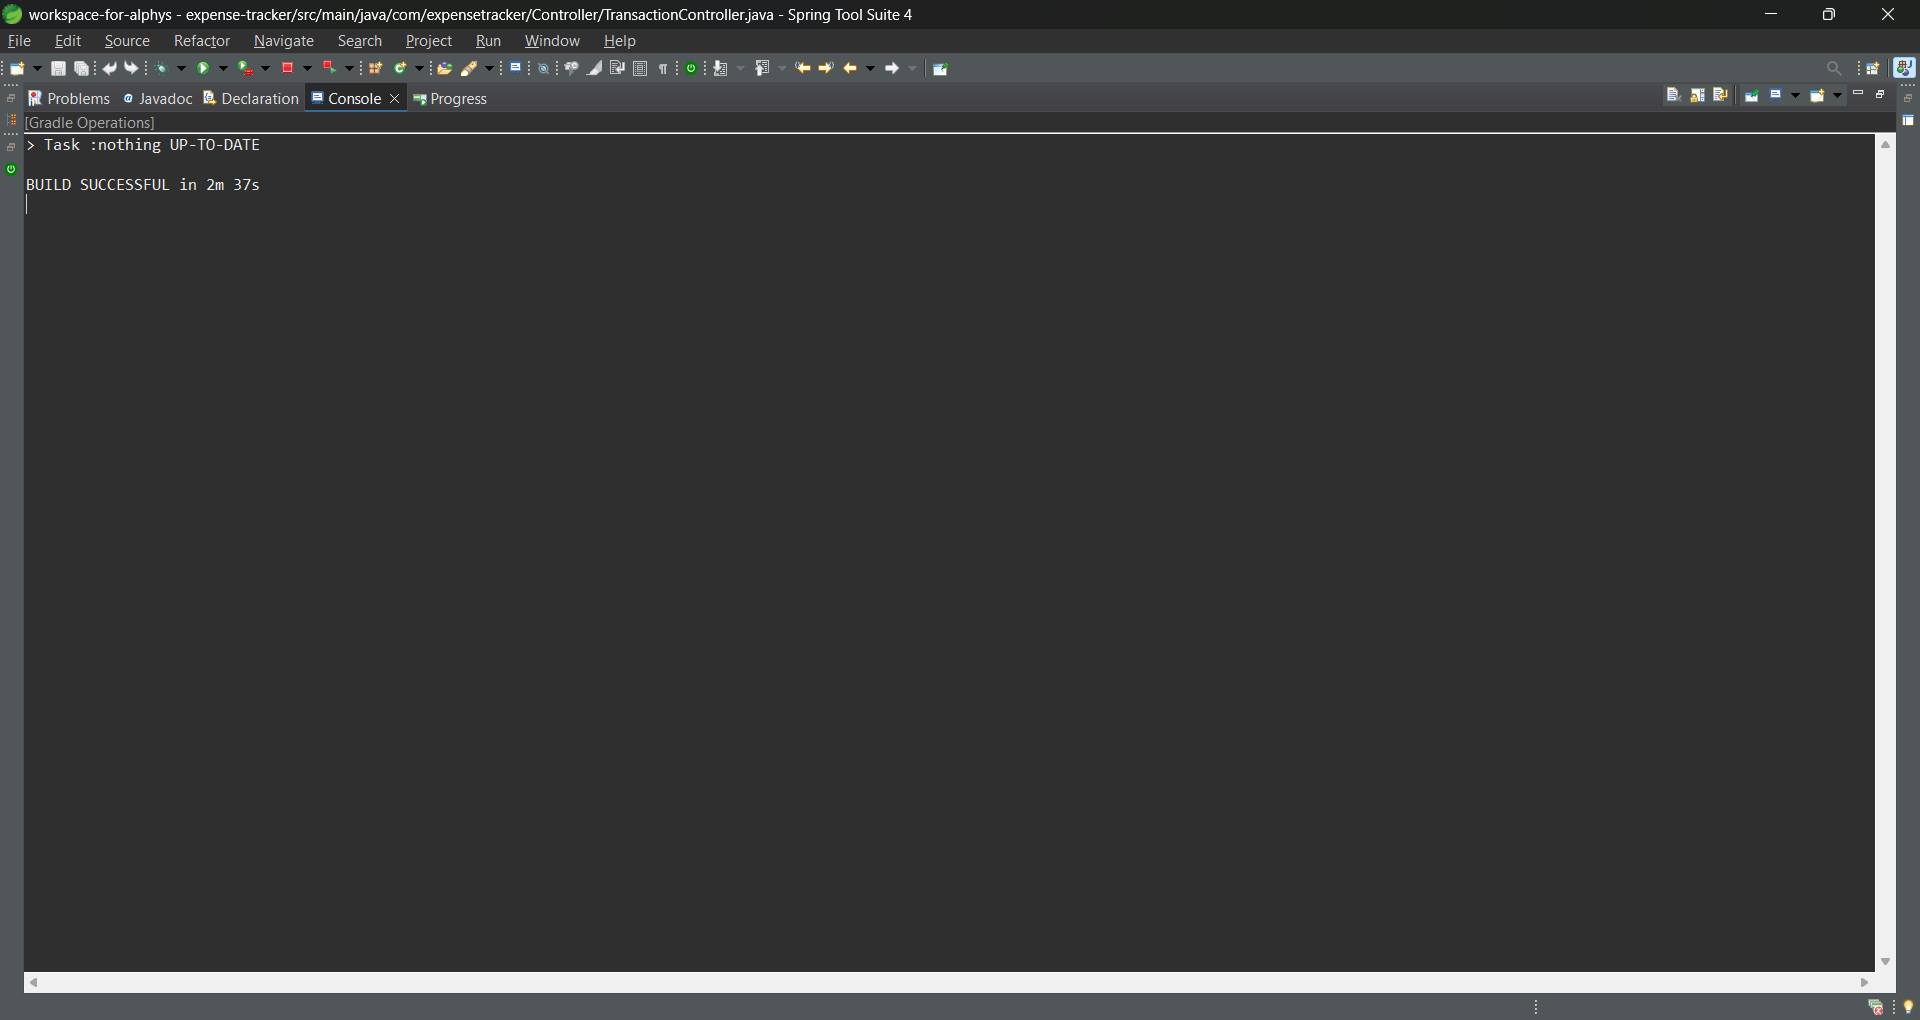 workspace-for-alphys - expense-tracker/src/main/java/com/expensetracker/Controller/TransactionController.java - Spring Tool Suite 4
File Edit Source Refactor Navigate Search Project Run Window Help
Problems Javadoc Declaration Console Progress
[Gradle Operations]
> Task :nothing UP-TO-DATE
BUILD SUCCESSFUL in 2m 37s